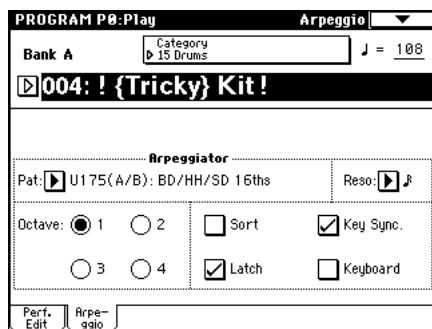 PROGRAM P0:Play Arpeggio
Category
Bank A 15 Drums ♩ = 108
004: ! {Tricky} Kit !
Arpeggiator
Pat: U175(A/B): BD/HH/SD 16ths Reso: ♪
Octave: 1 2 Sort Key Sync.
3 4 Latch Keyboard
Perf. Arpe-
Edit ggio